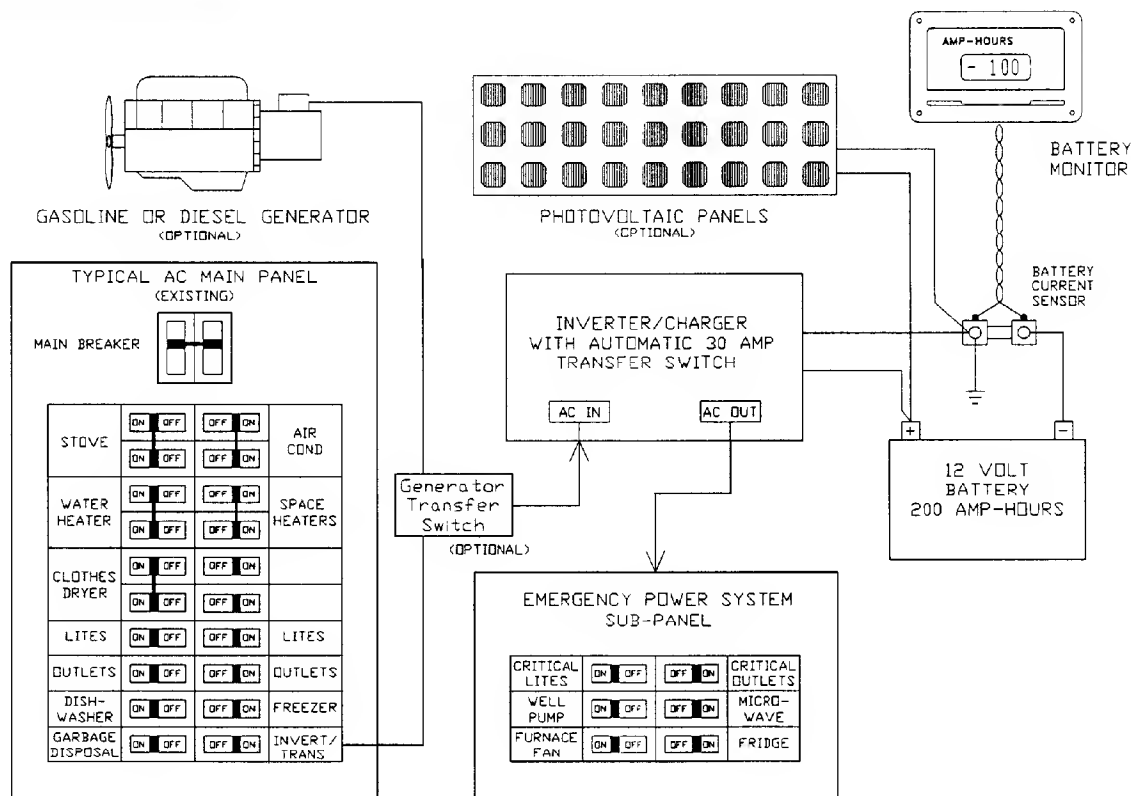 AMP-HOURS
- 100
BATTERY
MONITOR
GASOLINE OR DIESEL GENERATOR
(OPTIONAL)
PHOTOVOLTAIC PANELS
(OPTIONAL)
BATTERY
CURRENT
SENSOR
TYPICAL AC MAIN PANEL
(EXISTING)
MAIN BREAKER
INVERTER/CHARGER
WITH AUTOMATIC 30 AMP
TRANSFER SWITCH
AC IN
AC OUT
+
-
12 VOLT
BATTERY
200 AMP-HOURS
Generator
Transfer
Switch
(OPTIONAL)
STOVE
ON OFF
OFF ON
ON OFF
OFF ON
AIR
COND
WATER
HEATER
ON OFF
OFF ON
ON OFF
OFF ON
SPACE
HEATERS
CLOTHES
DRYER
ON OFF
OFF ON
ON OFF
OFF ON
LITES
ON OFF
OFF ON
LITES
OUTLETS
ON OFF
OFF ON
OUTLETS
DISH-
WASHER
ON OFF
OFF ON
FREEZER
GARBAGE
DISPOSAL
ON OFF
OFF ON
INVERT/
TRANS
EMERGENCY POWER SYSTEM
SUB-PANEL
CRITICAL
LITES
ON OFF
OFF ON
CRITICAL
OUTLETS
WELL
PUMP
ON OFF
OFF ON
MICRO-
WAVE
FURNACE
FAN
ON OFF
OFF ON
FRIDGE